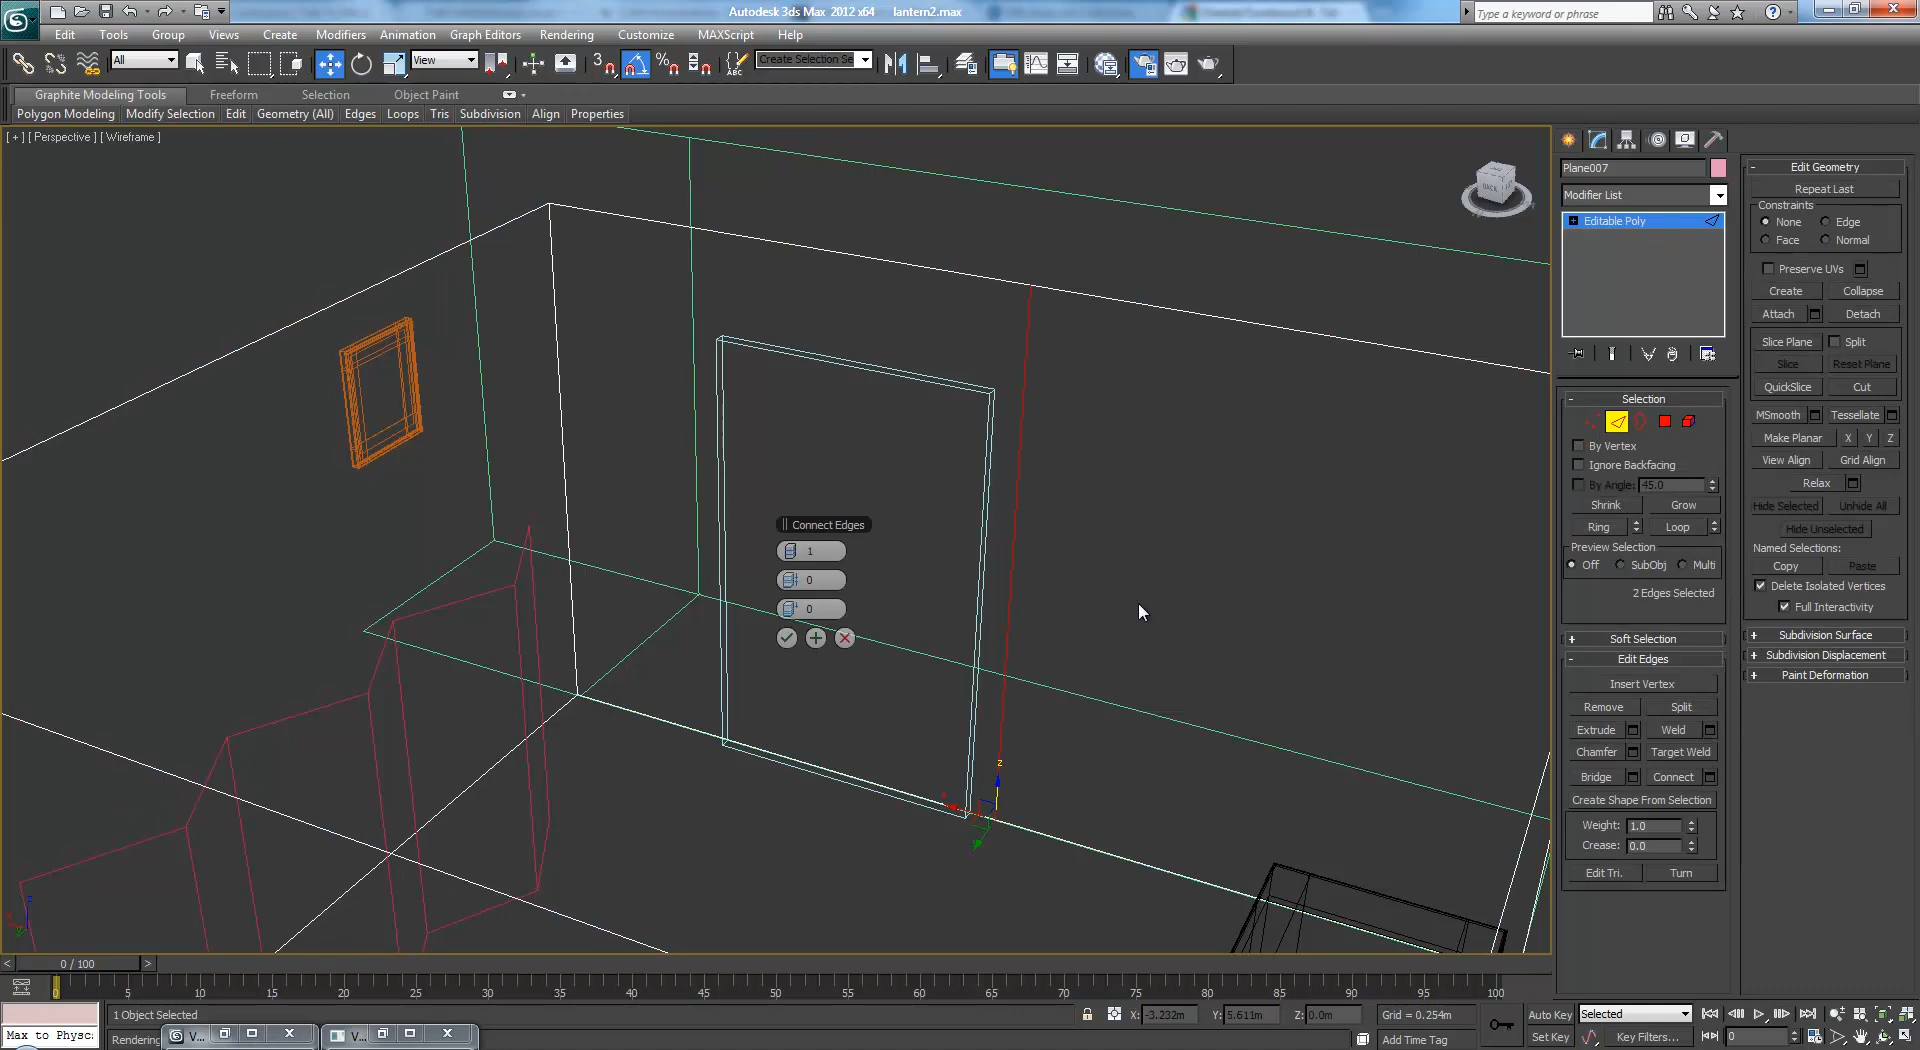 Autodesk 3ds Max 2012 x64 lantern2.max
Type a keyword or phrase
Edit Tools Group Views Create Modifiers Animation Graph Editors Rendering Customize MAXScript Help
All View Create Selection Se
Graphite Modeling Tools Freeform Selection Object Paint
Polygon Modeling Modify Selection Edit Geometry (All) Edges Loops Tris Subdivision Align Properties
[ + ] [ Perspective ] [ Wireframe ]
BACK
Connect Edges
1
0
0
z
Plane007
Modifier List
Editable Poly
Selection
By Vertex
Ignore Backfacing
By Angle: 45.0
Shrink Grow
Ring Loop
Preview Selection
Off SubObj Multi
2 Edges Selected
Soft Selection
Edit Edges
Insert Vertex
Remove Split
Extrude Weld
Chamfer Target Weld
Bridge Connect
Create Shape From Selection
Weight: 1.0
Crease: 0.0
Edit Tri. Turn
Edit Geometry
Repeat Last
Constraints
None Edge
Face Normal
Preserve UVs
Create Collapse
Attach Detach
Slice Plane Split
Slice Reset Plane
QuickSlice Cut
MSmooth Tessellate
Make Planar X Y Z
View Align Grid Align
Relax
Hide Selected Unhide All
Hide Unselected
Named Selections:
Copy Paste
Delete Isolated Vertices
Full Interactivity
Subdivision Surface
Subdivision Displacement
Paint Deformation
< 0 / 100 >
0 5 10 15 20 25 30 35 40 45 50 55 60 65 70 75 80 85 90 95 100
1 Object Selected X: -3.232m Y: 5.611m Z: 0.0m Grid = 0.254m Auto Key Selected
Max to Physc Rendering V... V... Add Time Tag Set Key Key Filters... 0